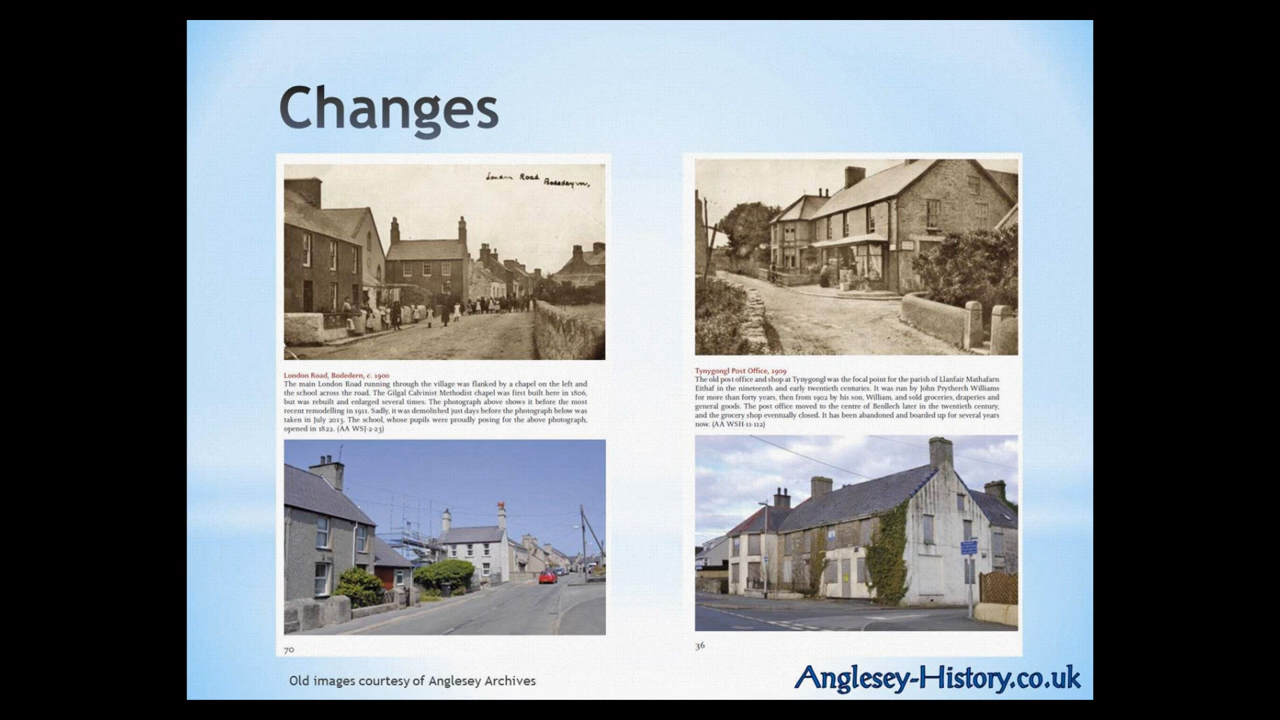 Changes
London Road Bodedern,
London Road, Bodedern, c. 1900
The main London Road running through the village was flanked by a chapel on the left and
the school across the road. The Gilgal Calvinist Methodist chapel was first built here in 1806,
but was rebuilt and enlarged several times. The photograph above shows it before the most
recent remodelling in 1911. Sadly, it was demolished just days before the photograph below was
taken in July 2013. The school, whose pupils were proudly posing for the above photograph,
opened in 1822. (AA WSJ-2-23)
70
Tynygongl Post Office, 1909
The old post office and shop at Tynygongl was the focal point for the parish of Llanfair Mathafarn
Eithaf in the nineteenth and early twentieth centuries. It was run by John Prytherch Williams
for more than forty years, then from 1902 by his son, William, and sold groceries, draperies and
general goods. The post office moved to the centre of Benllech later in the twentieth century,
and the grocery shop eventually closed. It has been abandoned and boarded up for several years
now. (AA WSH-11-112)
36
Old images courtesy of Anglesey Archives
Anglesey-History.co.uk